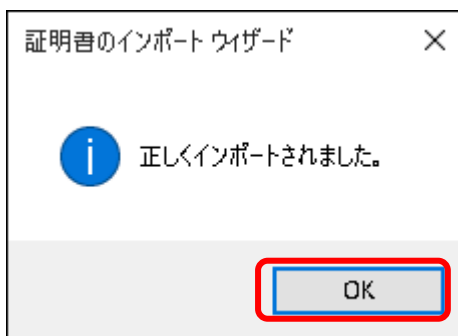 証明書のインポート ウィザード
正しくインポートされました。
OK